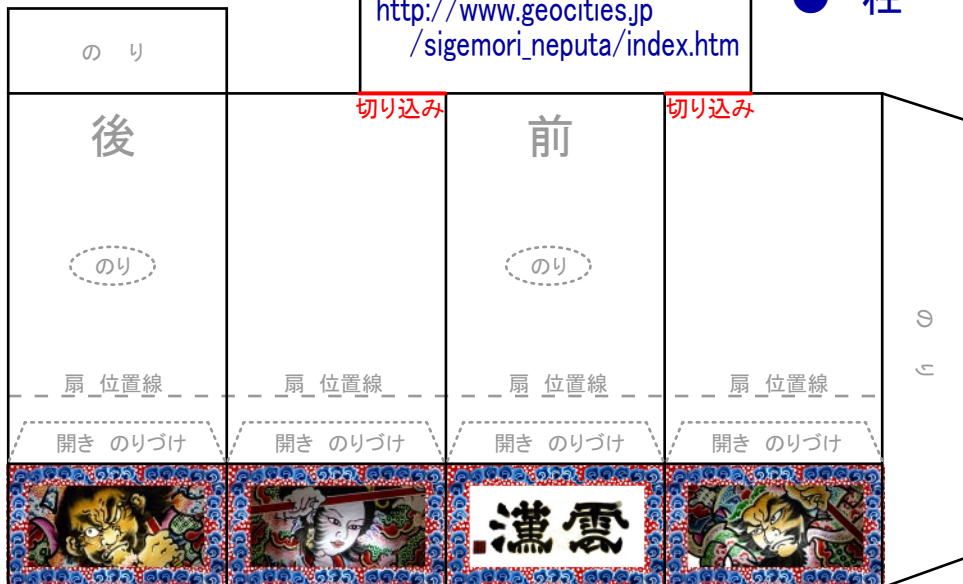 http://www.geocities.jp
/sigemori_neputa/index.htm
● 社
の り
切り込み
切り込み
後
前
のり
のり
のり
扇 位置線
扇 位置線
扇 位置線
扇 位置線
開き のりづけ
開き のりづけ
開き のりづけ
開き のりづけ
漢雲